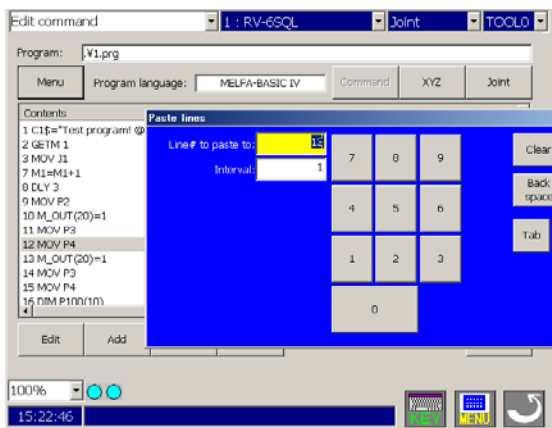 Edit command 1 : RV-6SQL Joint TOOL0
Program: .¥1.prg
Menu Program language: MELFA-BASIC IV Command XYZ Joint
Contents
Paste lines
1 C1$="Test program! @
2 GETM 1
3 MOV J1
7 M1=M1+1
8 DLY 3
9 MOV P2
10 M_OUT(20)=1
11 MOV P3
12 MOV P4
13 M_OUT(20)=1
14 MOV P3
15 MOV P4
16 DIM P100(10)
Line# to paste to:
Interval: 1
7 8 9 Clear
4 5 6 Back space
1 2 3 Tab
0
Edit Add
100%
15:22:46 KEY MENU